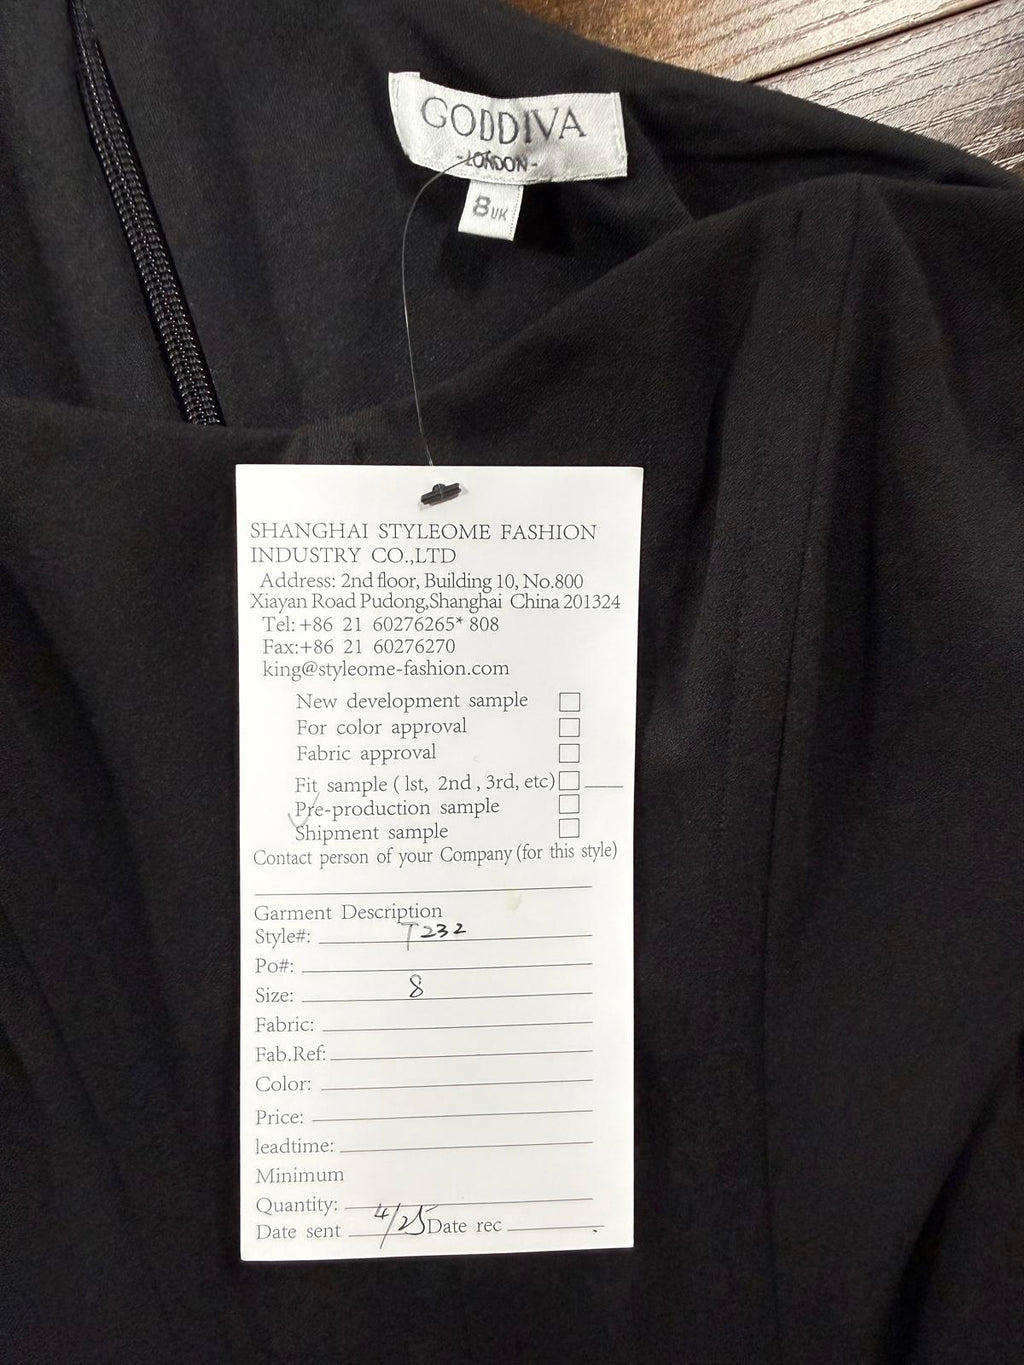 GODDIVA
-LONDON-
8UK
SHANGHAI STYLEOME FASHION
INDUSTRY CO.,LTD
Address: 2nd floor, Building 10, No.800
Xiayan Road Pudong,Shanghai China 201324
Tel: +86 21 60276265* 808
Fax:+86 21 60276270
king@styleome-fashion.com
New development sample
For color approval
Fabric approval
Fit sample ( lst, 2nd , 3rd, etc)
Pre-production sample
Shipment sample
Contact person of your Company (for this style)
Garment Description
Style#: T232
Po#:
Size: 8
Fabric:
Fab.Ref:
Color:
Price:
leadtime:
Minimum
Quantity:
Date sent 4/25 Date rec